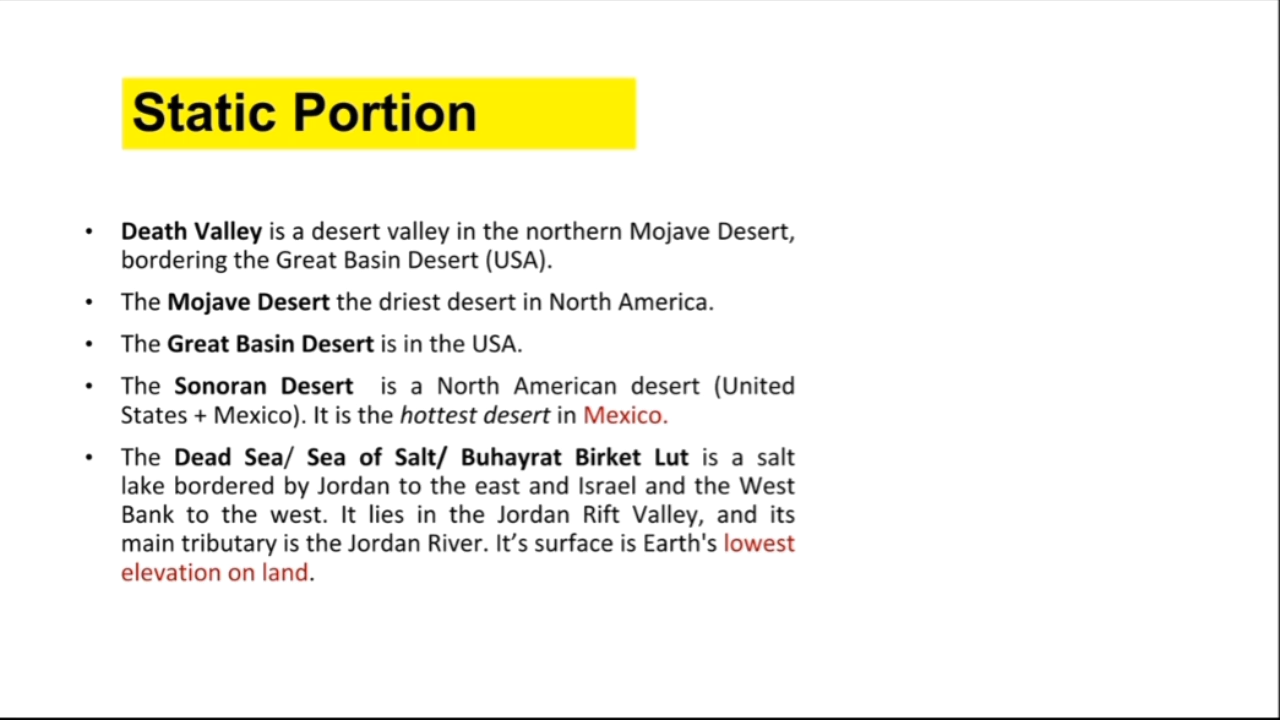 Static Portion
• Death Valley is a desert valley in the northern Mojave Desert,
bordering the Great Basin Desert (USA).
• The Mojave Desert the driest desert in North America.
• The Great Basin Desert is in the USA.
• The Sonoran Desert is a North American desert (United
States + Mexico). It is the hottest desert in Mexico.
• The Dead Sea/ Sea of Salt/ Buhayrat Birket Lut is a salt
lake bordered by Jordan to the east and Israel and the West
Bank to the west. It lies in the Jordan Rift Valley, and its
main tributary is the Jordan River. It’s surface is Earth's lowest
elevation on land.